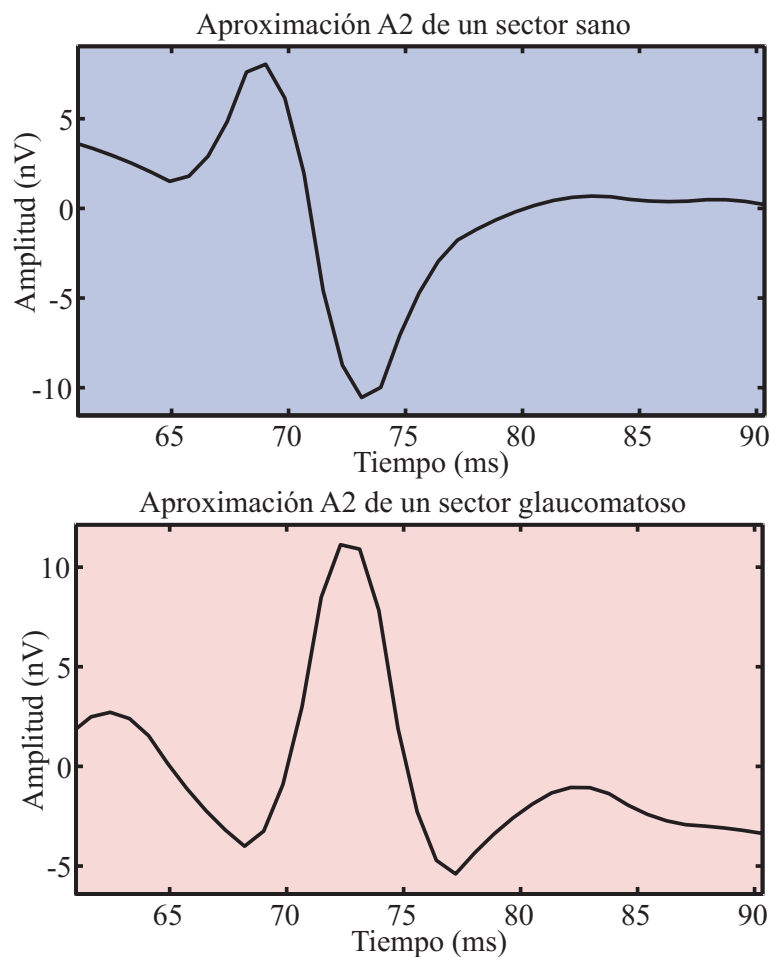 Aproximación A2 de un sector sano
Amplitud (nV)
5
0
-5
-10
65 70 75 80 85 90
Tiempo (ms)
Aproximación A2 de un sector glaucomatoso
Amplitud (nV)
10
5
0
-5
65 70 75 80 85 90
Tiempo (ms)